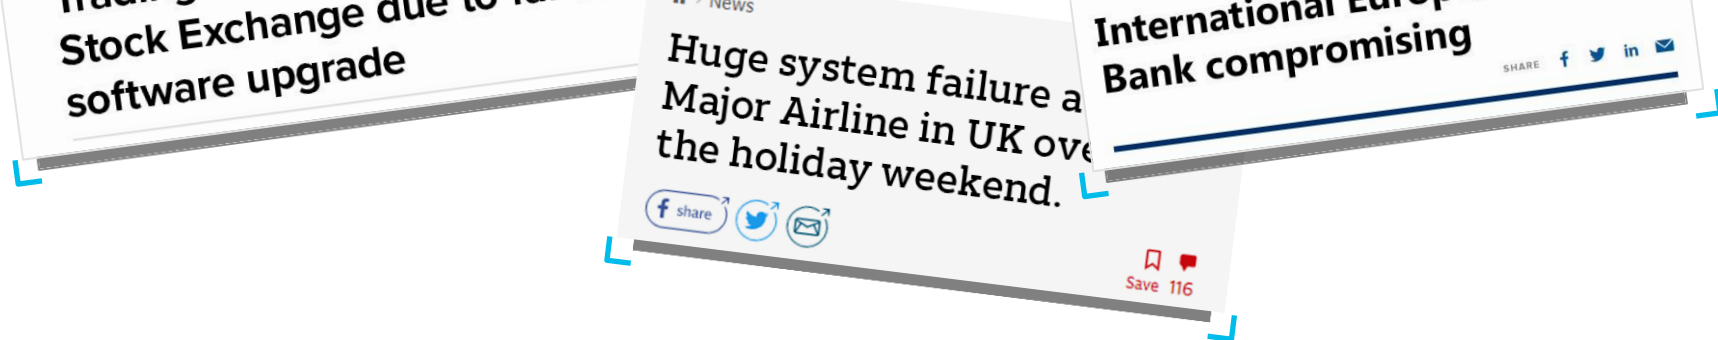 Stock Exchange due to
software upgrade
News
Huge system failure a
Major Airline in UK ove
the holiday weekend.
share
Save 116
International Europ
Bank compromising
SHARE